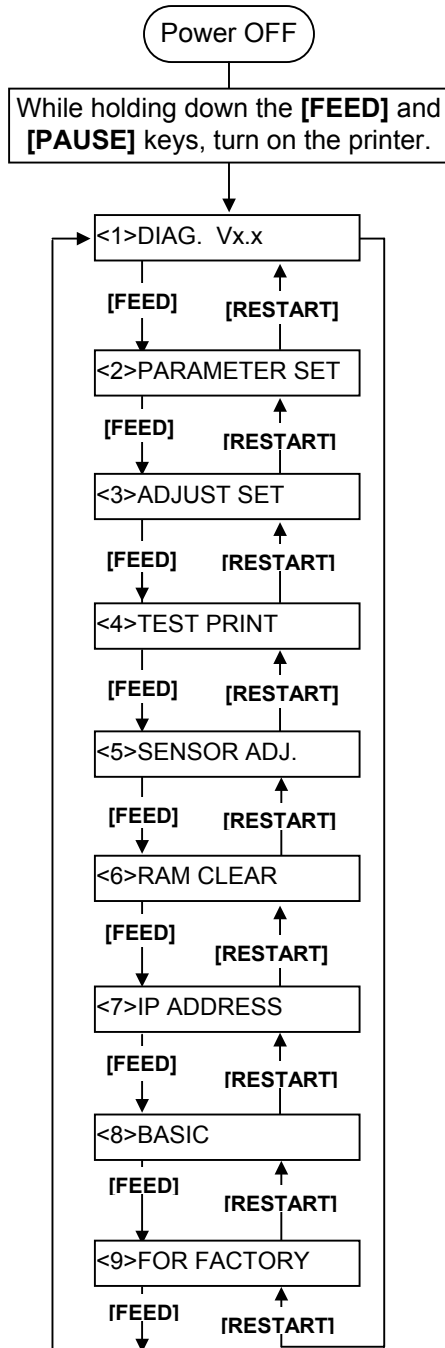 Power OFF
While holding down the [FEED] and
[PAUSE] keys, turn on the printer.
<1>DIAG. Vx.x
[FEED]
[RESTART]
<2>PARAMETER SET
[FEED]
[RESTART]
<3>ADJUST SET
[FEED]
[RESTART]
<4>TEST PRINT
[FEED]
[RESTART]
<5>SENSOR ADJ.
[FEED]
[RESTART]
<6>RAM CLEAR
[FEED]
[RESTART]
<7>IP ADDRESS
[FEED]
[RESTART]
<8>BASIC
[FEED]
[RESTART]
<9>FOR FACTORY
[FEED]
[RESTART]